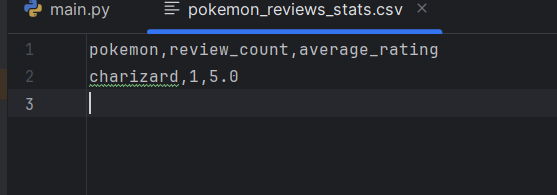 main.py pokemon_reviews_stats.csv
1 pokemon,review_count,average_rating
2 charizard,1,5.0
3